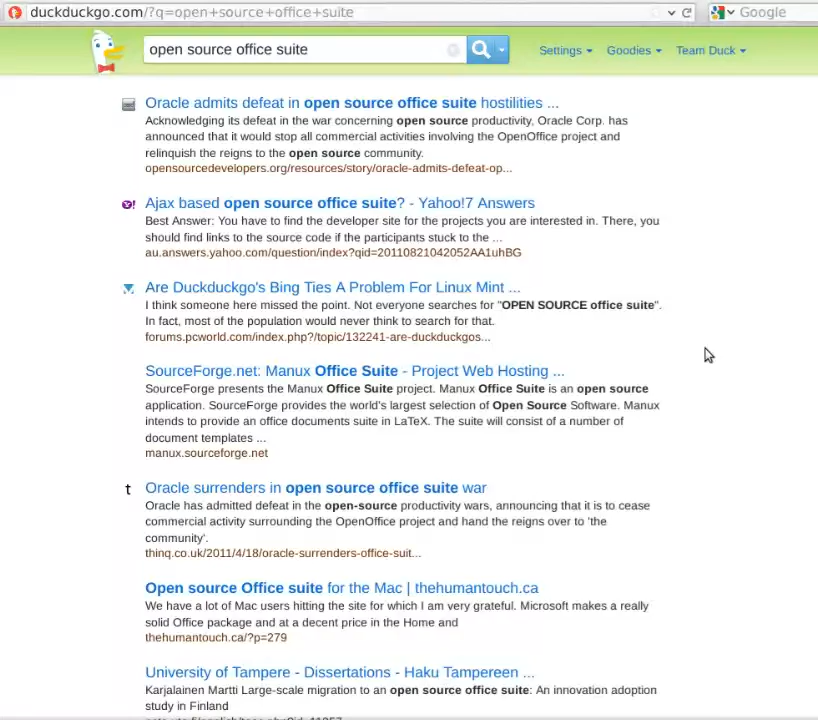 duckduckgo.com/?q=open+source+office+suite
Google
open source office suite
Settings
Goodies
Team Duck
Oracle admits defeat in open source office suite hostilities ...
Acknowledging its defeat in the war concerning open source productivity, Oracle Corp. has
announced that it would stop all commercial activities involving the OpenOffice project and
relinquish the reigns to the open source community.
opensourcedevelopers.org/resources/story/oracle-admits-defeat-op...
Y!
Ajax based open source office suite? - Yahoo!7 Answers
Best Answer: You have to find the developer site for the projects you are interested in. There, you
should find links to the source code if the participants stuck to the ...
au.answers.yahoo.com/question/index?qid=20110821042052AA1uhBG
Are Duckduckgo's Bing Ties A Problem For Linux Mint ...
I think someone here missed the point. Not everyone searches for "OPEN SOURCE office suite".
In fact, most of the population would never think to search for that.
forums.pcworld.com/index.php?/topic/132241-are-duckduckgos...
SourceForge.net: Manux Office Suite - Project Web Hosting ...
SourceForge presents the Manux Office Suite project. Manux Office Suite is an open source
application. SourceForge provides the world's largest selection of Open Source Software. Manux
intends to provide an office documents suite in LaTeX. The suite will consist of a number of
document templates ...
manux.sourceforge.net
t
Oracle surrenders in open source office suite war
Oracle has admitted defeat in the open-source productivity wars, announcing that it is to cease
commercial activity surrounding the OpenOffice project and hand the reigns over to 'the
community'.
thinq.co.uk/2011/4/18/oracle-surrenders-office-suit...
Open source Office suite for the Mac | thehumantouch.ca
We have a lot of Mac users hitting the site for which I am very grateful. Microsoft makes a really
solid Office package and at a decent price in the Home and
thehumantouch.ca/?p=279
University of Tampere - Dissertations - Haku Tampereen ...
Karjalainen Martti Large-scale migration to an open source office suite: An innovation adoption
study in Finland